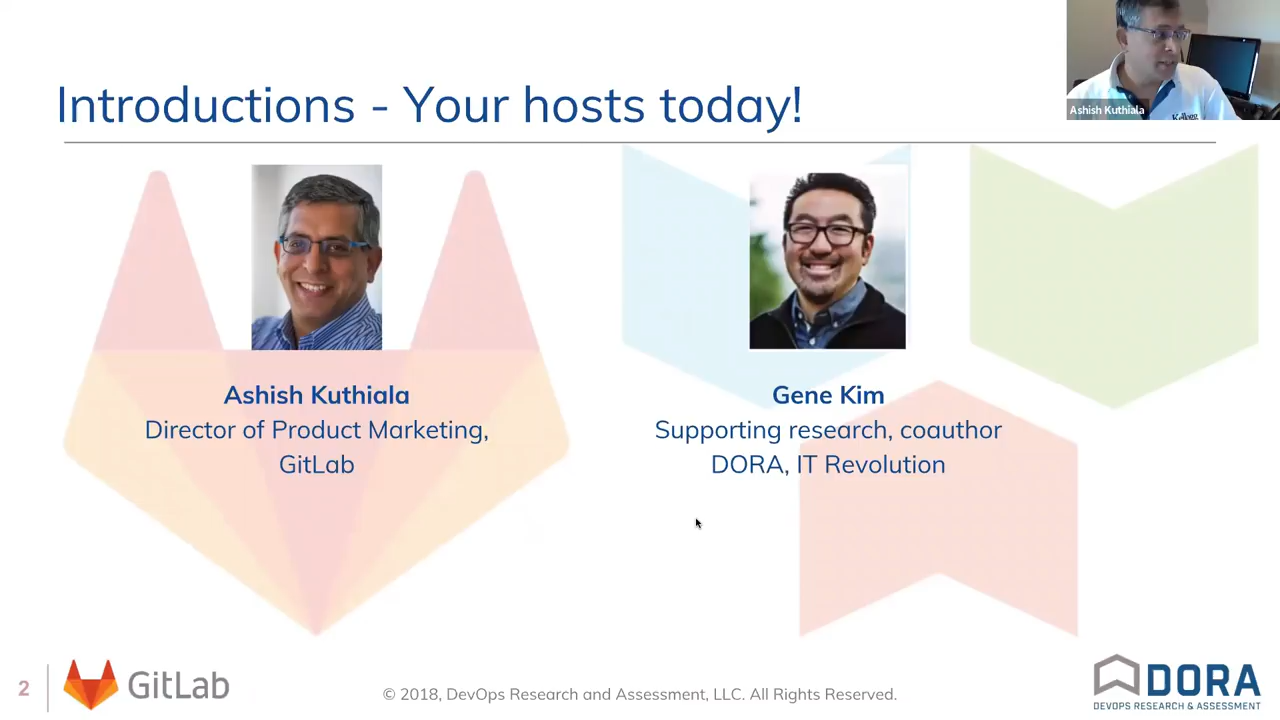 Introductions - Your hosts today!
Ashish Kuthiala
Ashish Kuthiala
Director of Product Marketing,
GitLab
Gene Kim
Supporting research, coauthor
DORA, IT Revolution
2
GitLab
© 2018, DevOps Research and Assessment, LLC. All Rights Reserved.
DORA
DEVOPS RESEARCH & ASSESSMENT